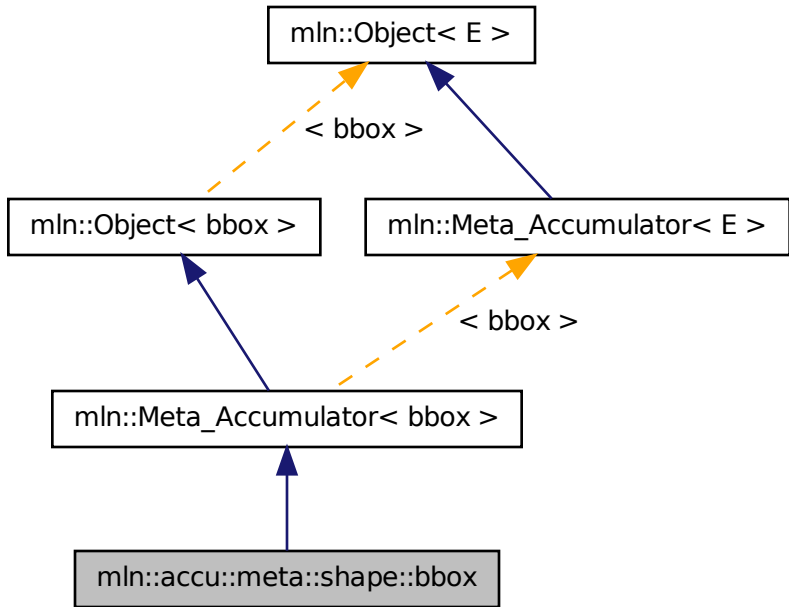 mln::Object< E >
< bbox >
mln::Object< bbox >
mln::Meta_Accumulator< E >
< bbox >
mln::Meta_Accumulator< bbox >
mln::accu::meta::shape::bbox